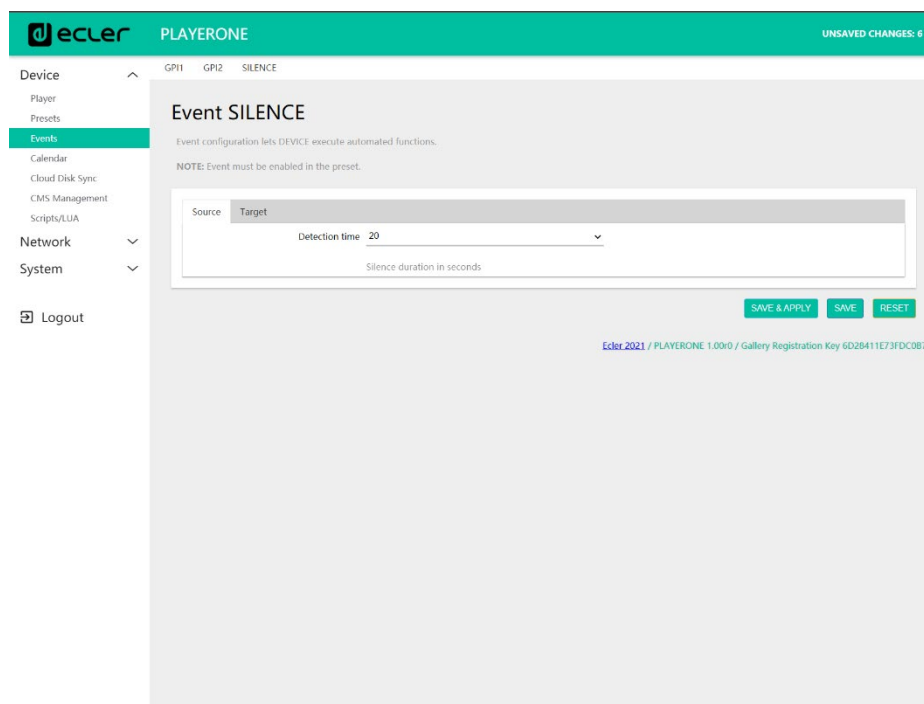 ecler PLAYERONE UNSAVED CHANGES: 6
GPI1 GPI2 SILENCE
Device
Player
Presets
Events
Calendar
Cloud Disk Sync
CMS Management
Scripts/LUA
Network
System
Logout
Event SILENCE
Event configuration lets DEVICE execute automated functions.
NOTE: Event must be enabled in the preset.
Source Target
Detection time 20
Silence duration in seconds
SAVE & APPLY SAVE RESET
Ecler 2021 / PLAYERONE 1.00r0 / Gallery Registration Key